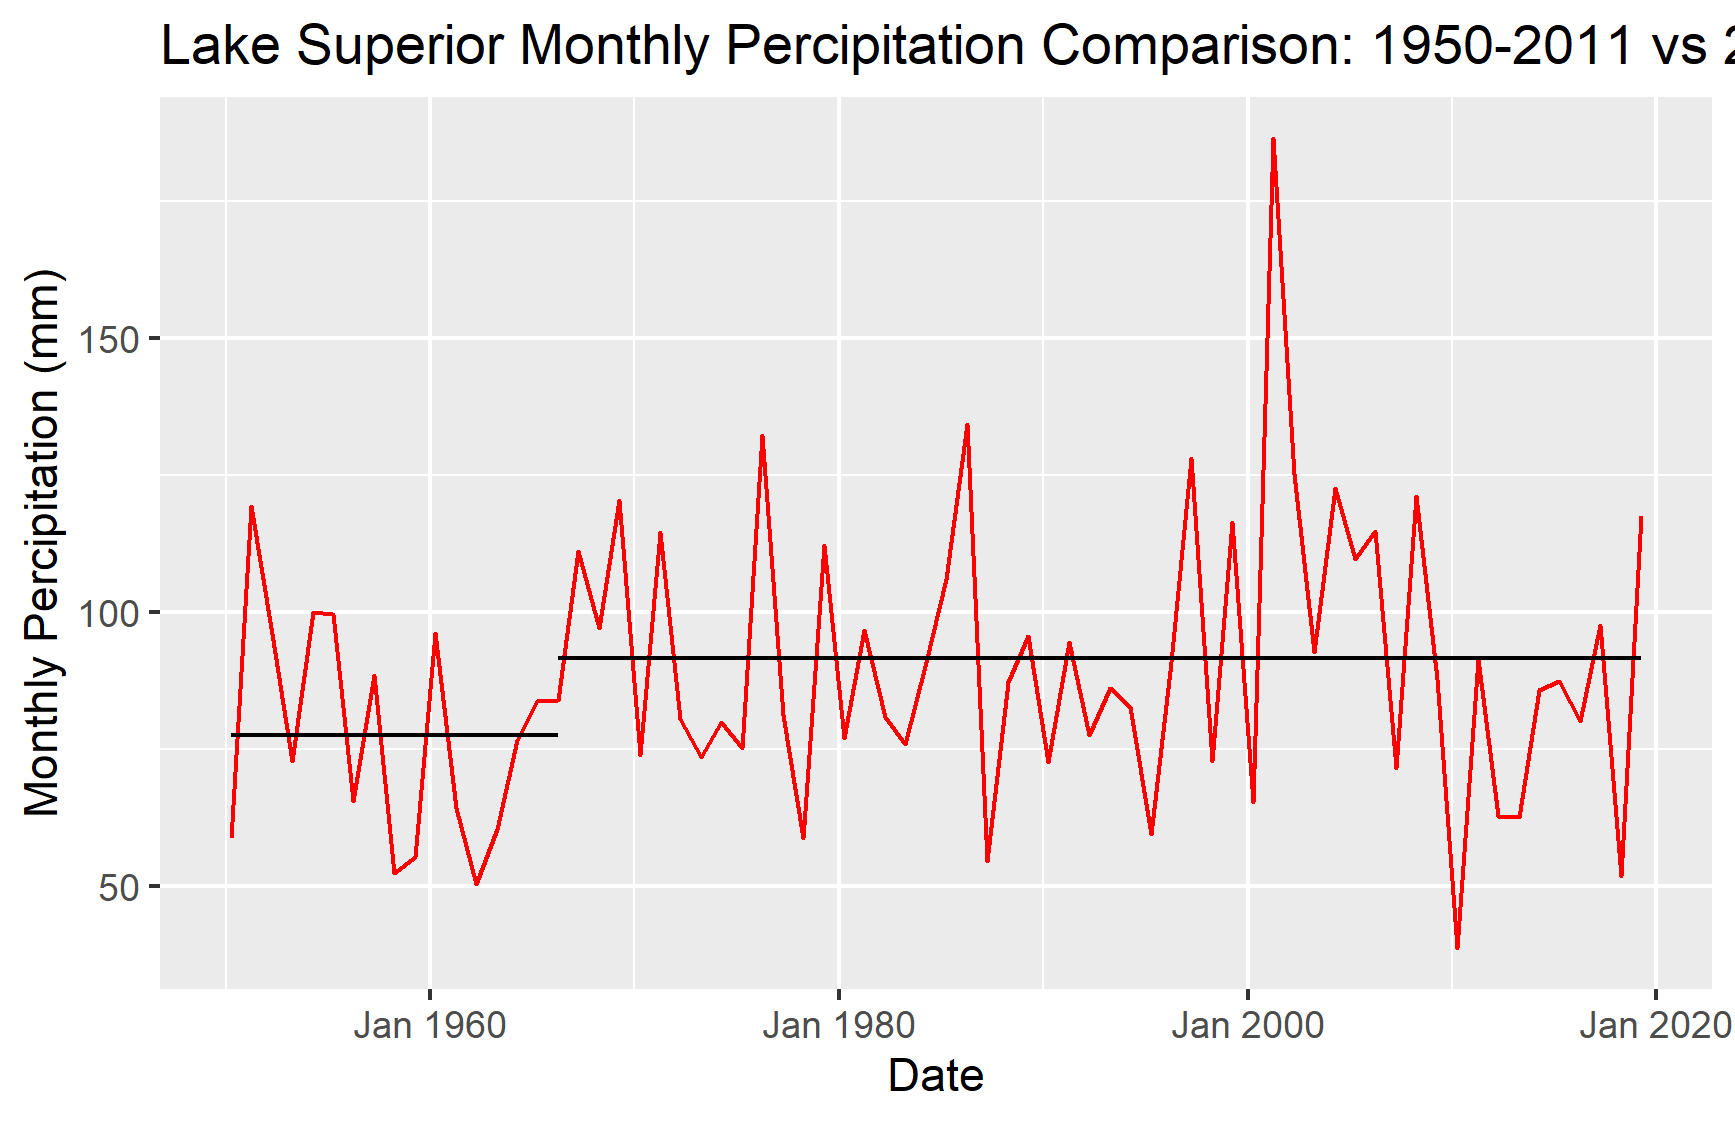 Lake Superior Monthly Percipitation Comparison: 1950-2011 vs 2
Monthly Percipitation (mm)
150
100
50
Jan 1960
Jan 1980
Jan 2000
Jan 2020
Date